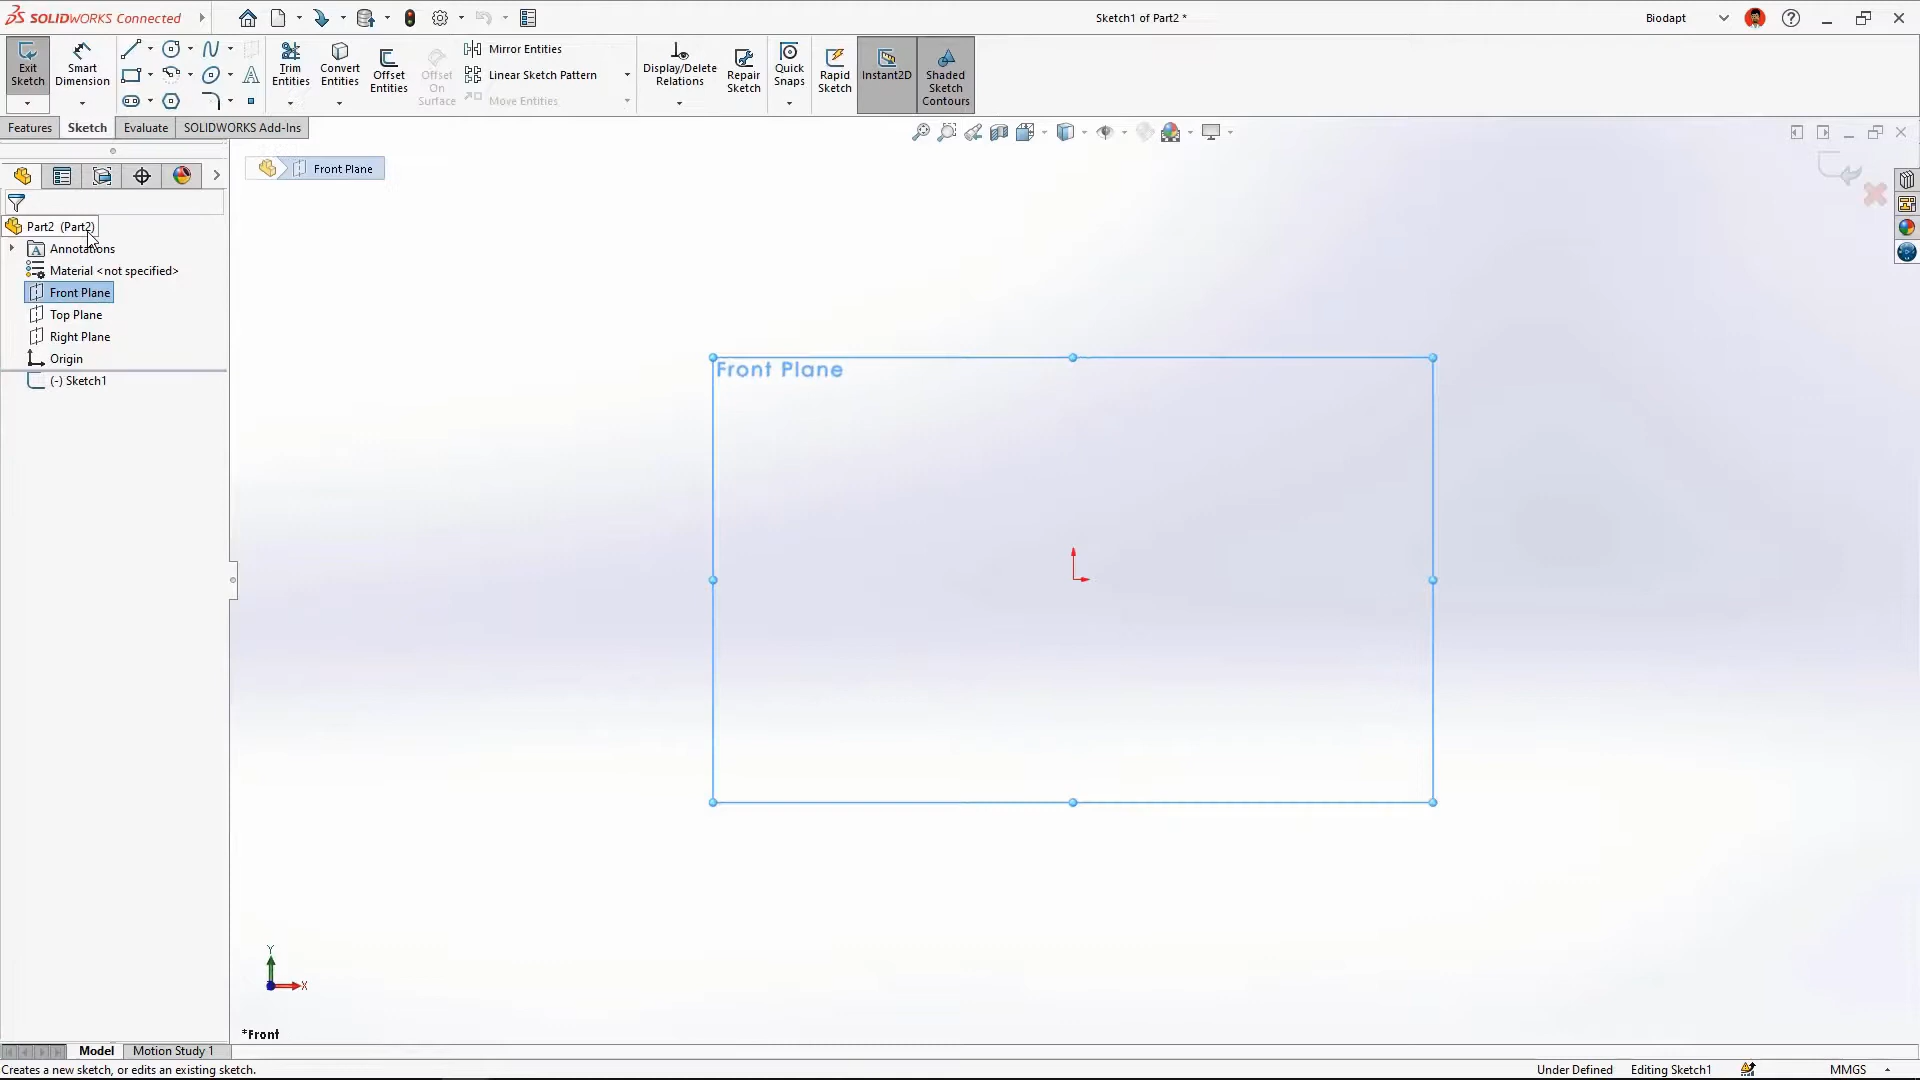 SOLIDWORKS Connected
Sketch1 of Part2 *
Biodapt
Exit Sketch
Smart Dimension
Trim Entities
Convert Entities
Offset Entities
Offset On Surface
Mirror Entities
Linear Sketch Pattern
Move Entities
Display/Delete Relations
Repair Sketch
Quick Snaps
Rapid Sketch
Instant2D
Shaded Sketch Contours
Features
Sketch
Evaluate
SOLIDWORKS Add-Ins
Front Plane
Part2 (Part2)
Annotations
Material <not specified>
Front Plane
Top Plane
Right Plane
Origin
(-) Sketch1
Front Plane
Y
X
*Front
Model
Motion Study 1
Creates a new sketch, or edits an existing sketch.
Under Defined
Editing Sketch1
MMGS